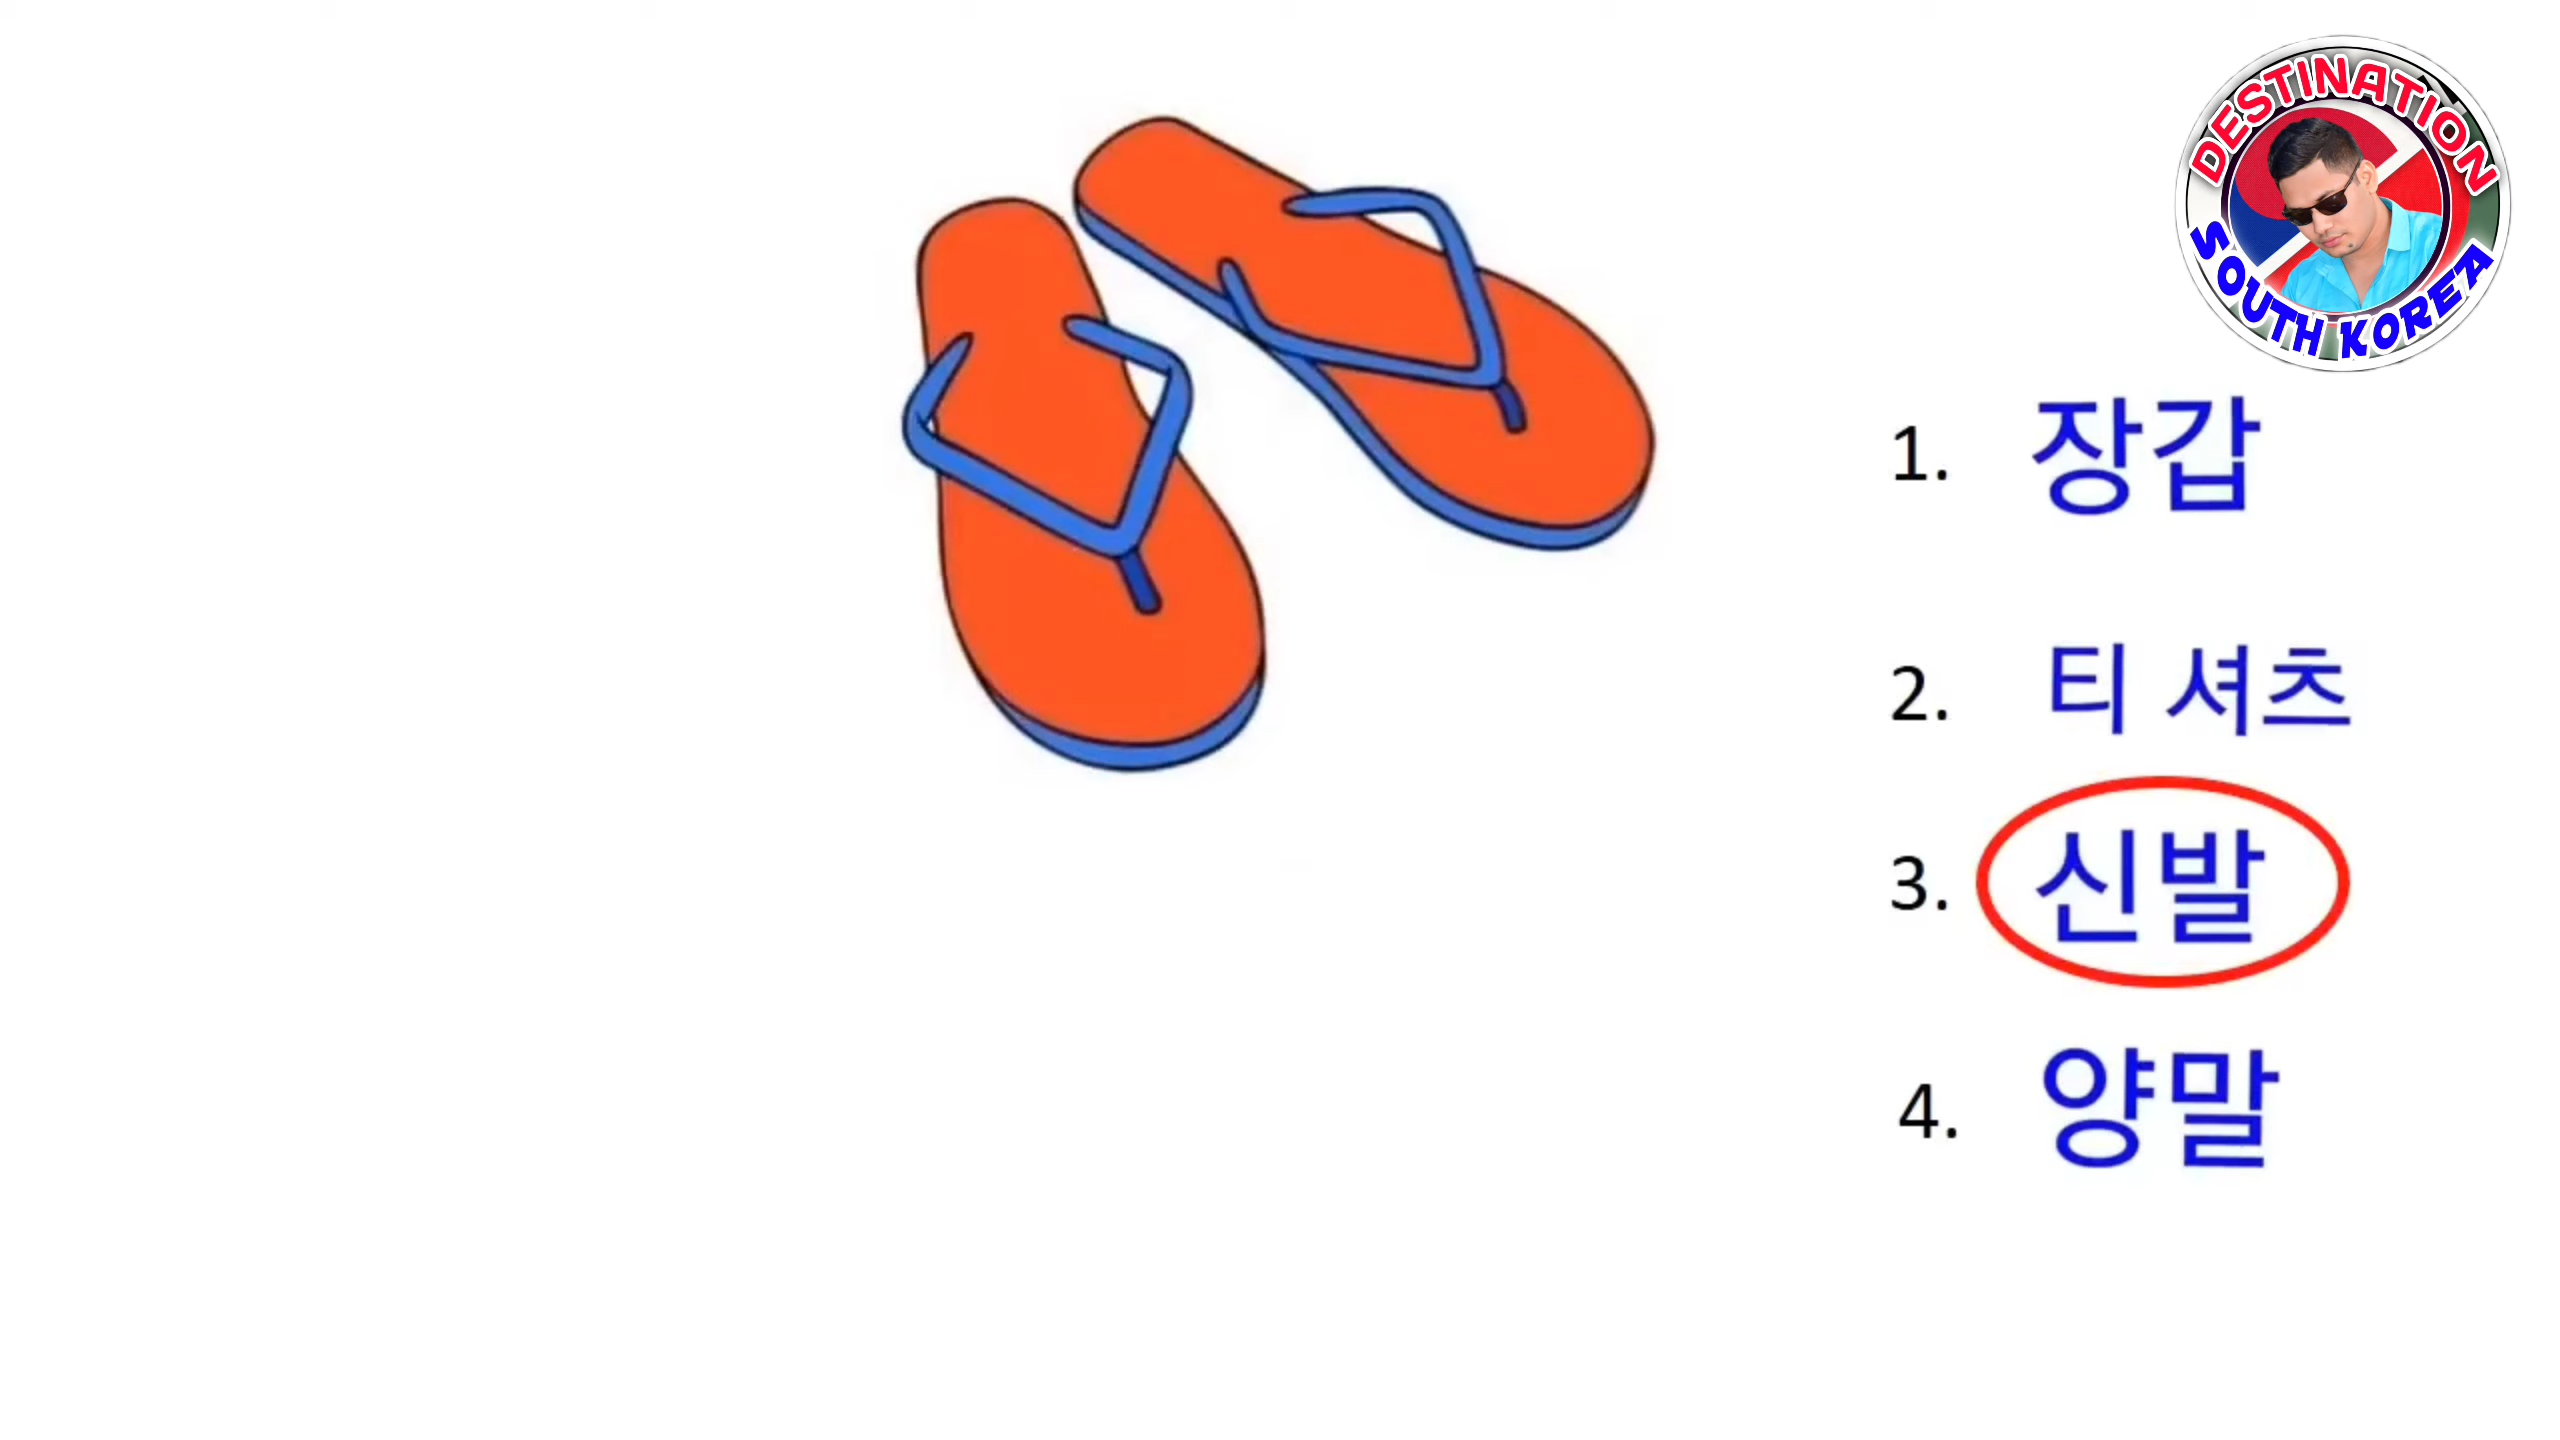 DESTINATION
SOUTH KOREA
1. 장갑
2. 티 셔츠
3. 신발
4. 양말